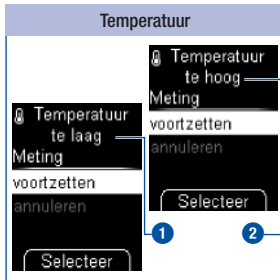 Temperatuur
Temperatuur
te laag
Meting
voortzetten
annuleren
Selecteer
1
Temperatuur
te hoog
Meting
voortzetten
annuleren
Selecteer
2